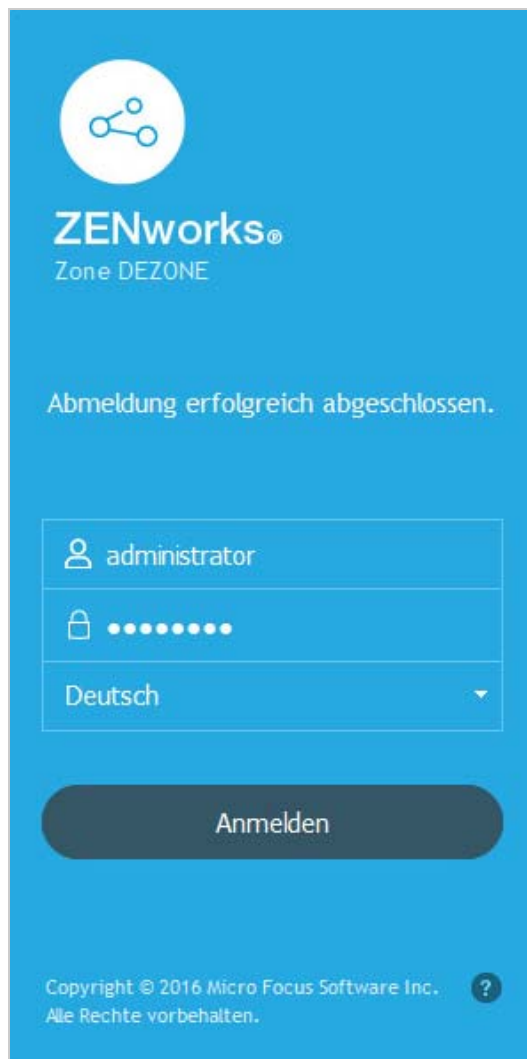 ZENworks®
Zone DEZONE
Abmeldung erfolgreich abgeschlossen.
administrator
••••••••
Deutsch
Anmelden
Copyright © 2016 Micro Focus Software Inc.
?
Alle Rechte vorbehalten.